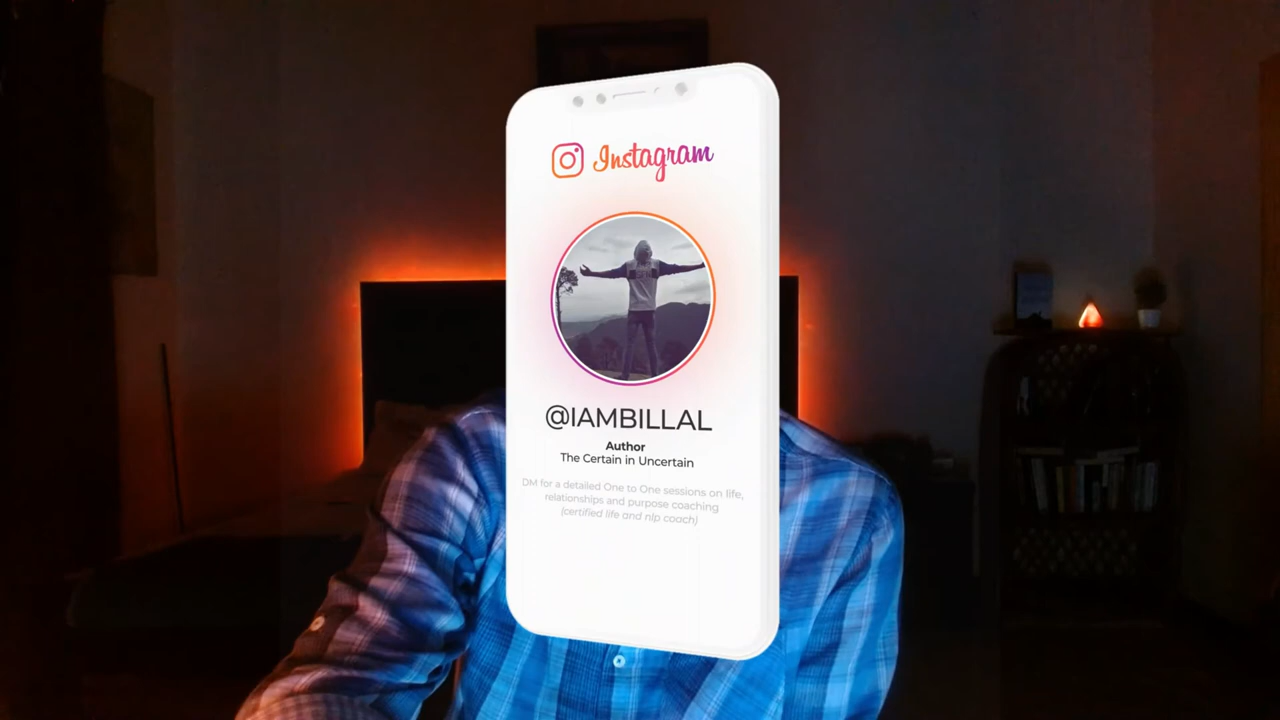 Instagram
@IAMBILLAL
Author
The Certain in Uncertain
DM for a detailed One to One sessions on life,
relationships and purpose coaching
(certified life and nlp coach)